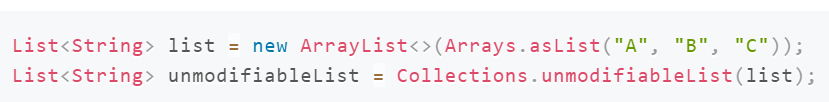 List<String> list = new ArrayList<>(Arrays.asList("A", "B", "C"));
List<String> unmodifiableList = Collections.unmodifiableList(list);